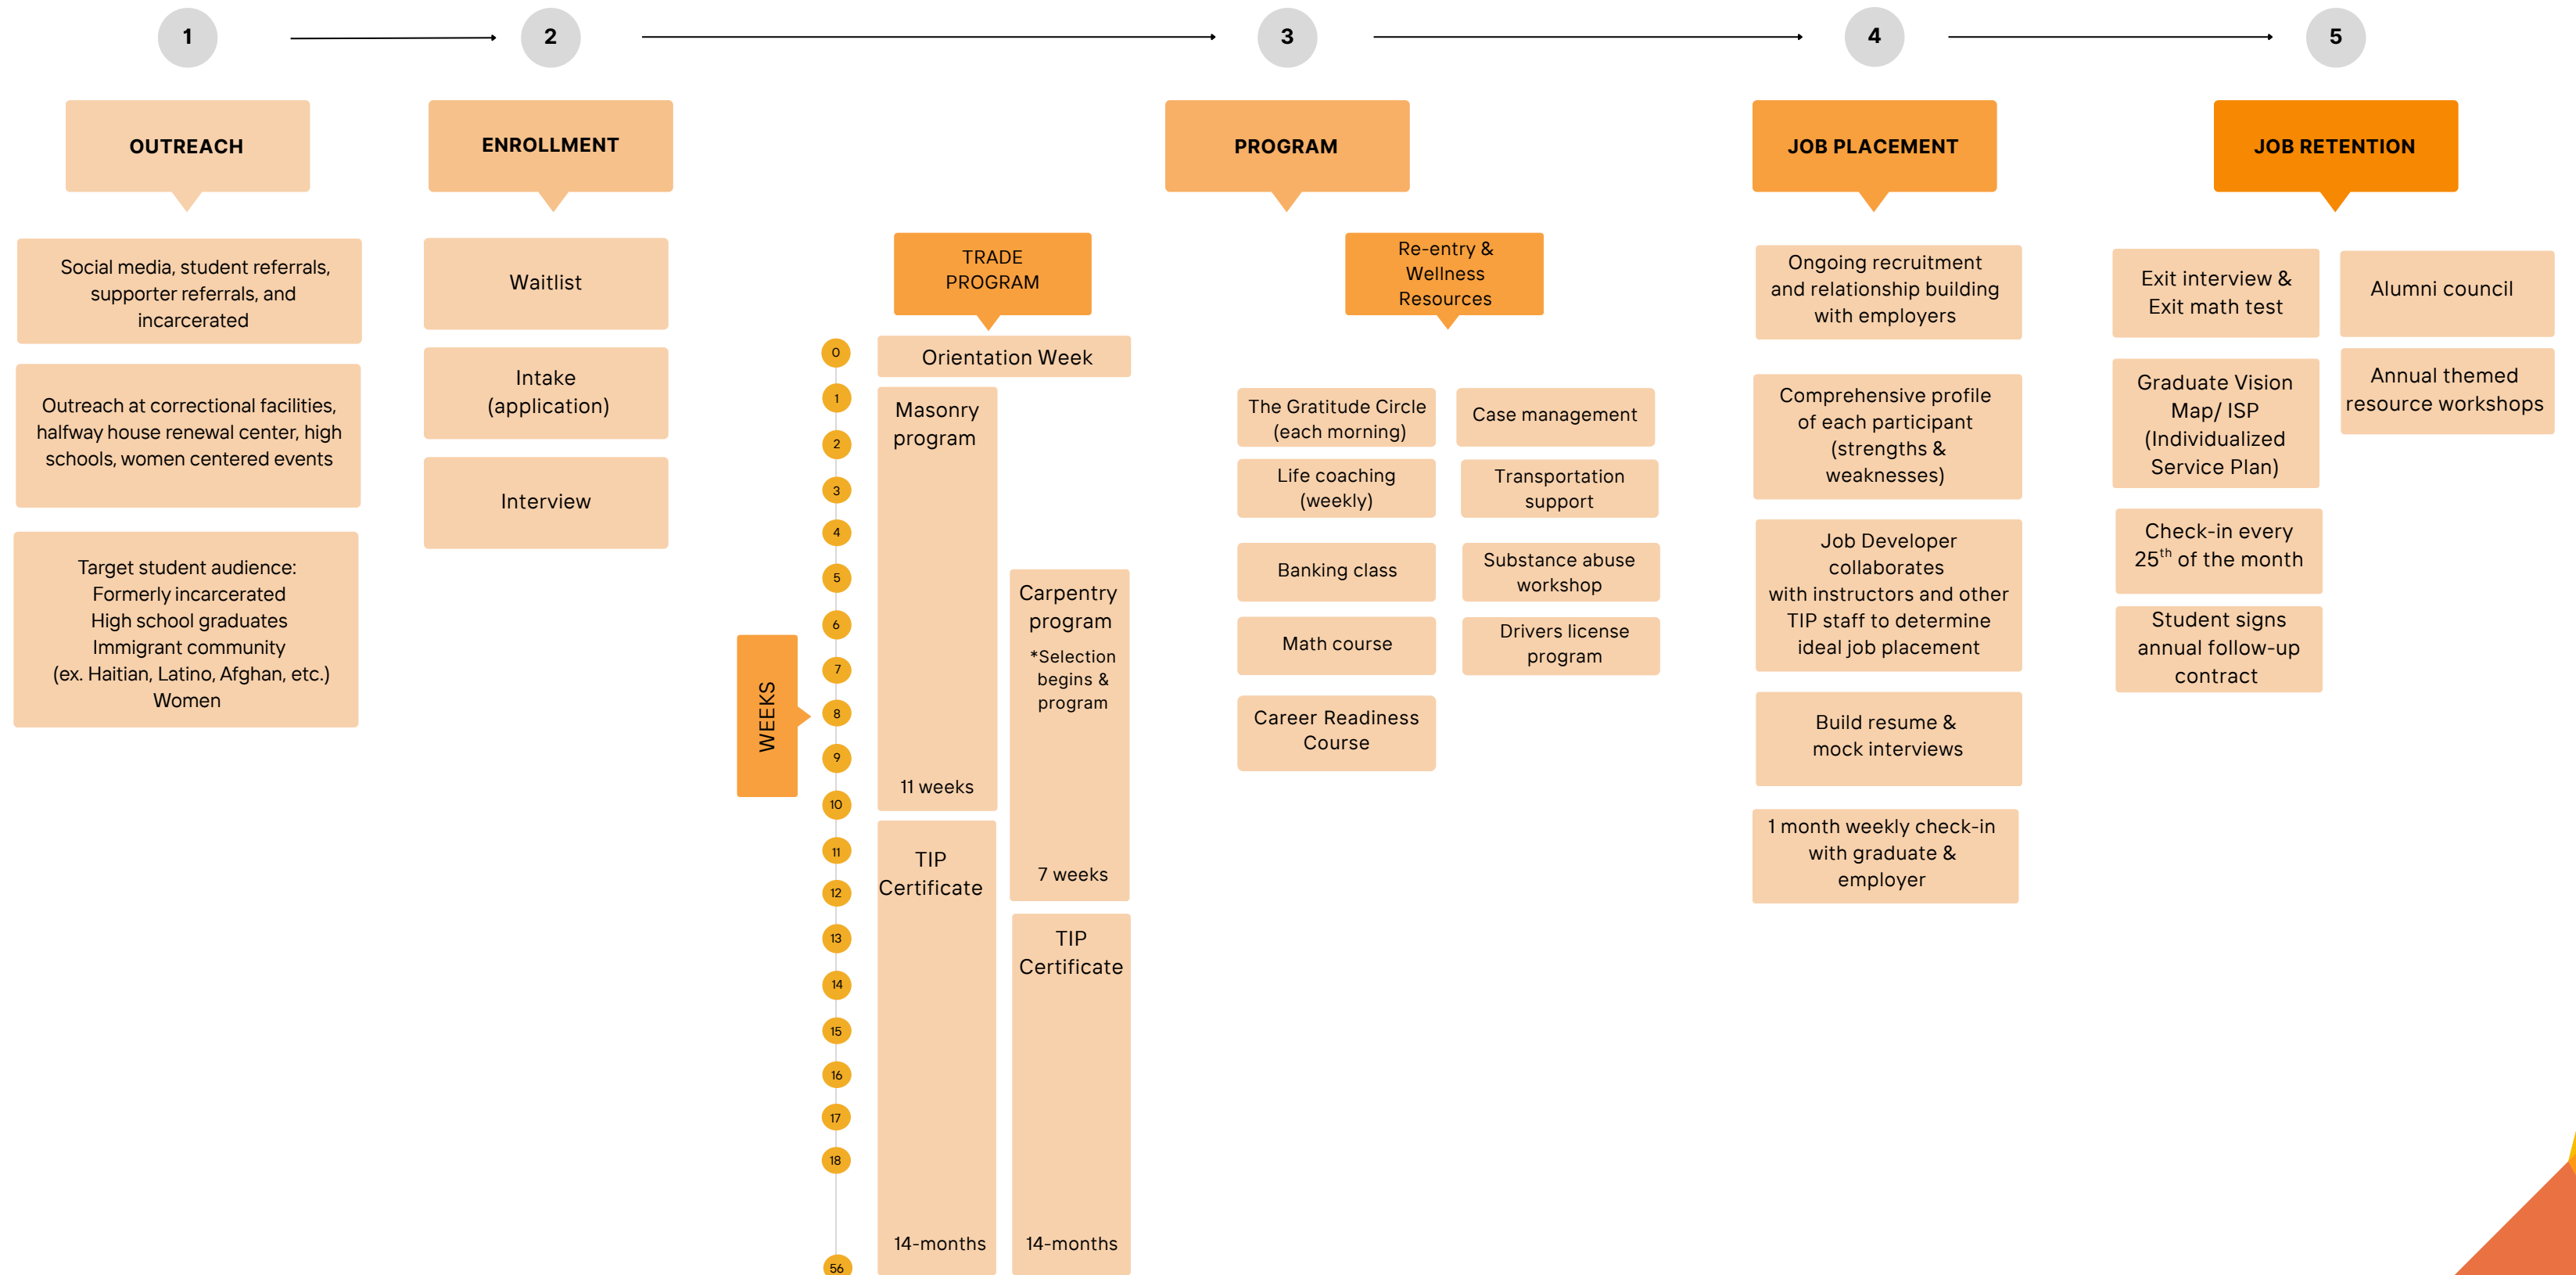 1
2
3
4
5
OUTREACH
Social media, student referrals,
supporter referrals, and
incarcerated
Outreach at correctional facilities,
halfway house renewal center, high
schools, women centered events
Target student audience:
Formerly incarcerated
High school graduates
Immigrant community
(ex. Haitian, Latino, Afghan, etc.)
Women
ENROLLMENT
Waitlist
Intake
(application)
Interview
PROGRAM
TRADE
PROGRAM
WEEKS
0
1
2
3
4
5
6
7
8
9
10
11
12
13
14
15
16
17
18
56
Orientation Week
Masonry
program
11 weeks
TIP
Certificate
14-months
Carpentry
program
*Selection
begins &
program
7 weeks
TIP
Certificate
14-months
Re-entry &
Wellness
Resources
The Gratitude Circle
(each morning)
Life coaching
(weekly)
Banking class
Math course
Career Readiness
Course
Case management
Transportation
support
Substance abuse
workshop
Drivers license
program
JOB PLACEMENT
Ongoing recruitment
and relationship building
with employers
Comprehensive profile
of each participant
(strengths &
weaknesses)
Job Developer
collaborates
with instructors and other
TIP staff to determine
ideal job placement
Build resume &
mock interviews
1 month weekly check-in
with graduate &
employer
JOB RETENTION
Exit interview &
Exit math test
Graduate Vision
Map/ ISP
(Individualized
Service Plan)
Check-in every
25th of the month
Student signs
annual follow-up
contract
Alumni council
Annual themed
resource workshops